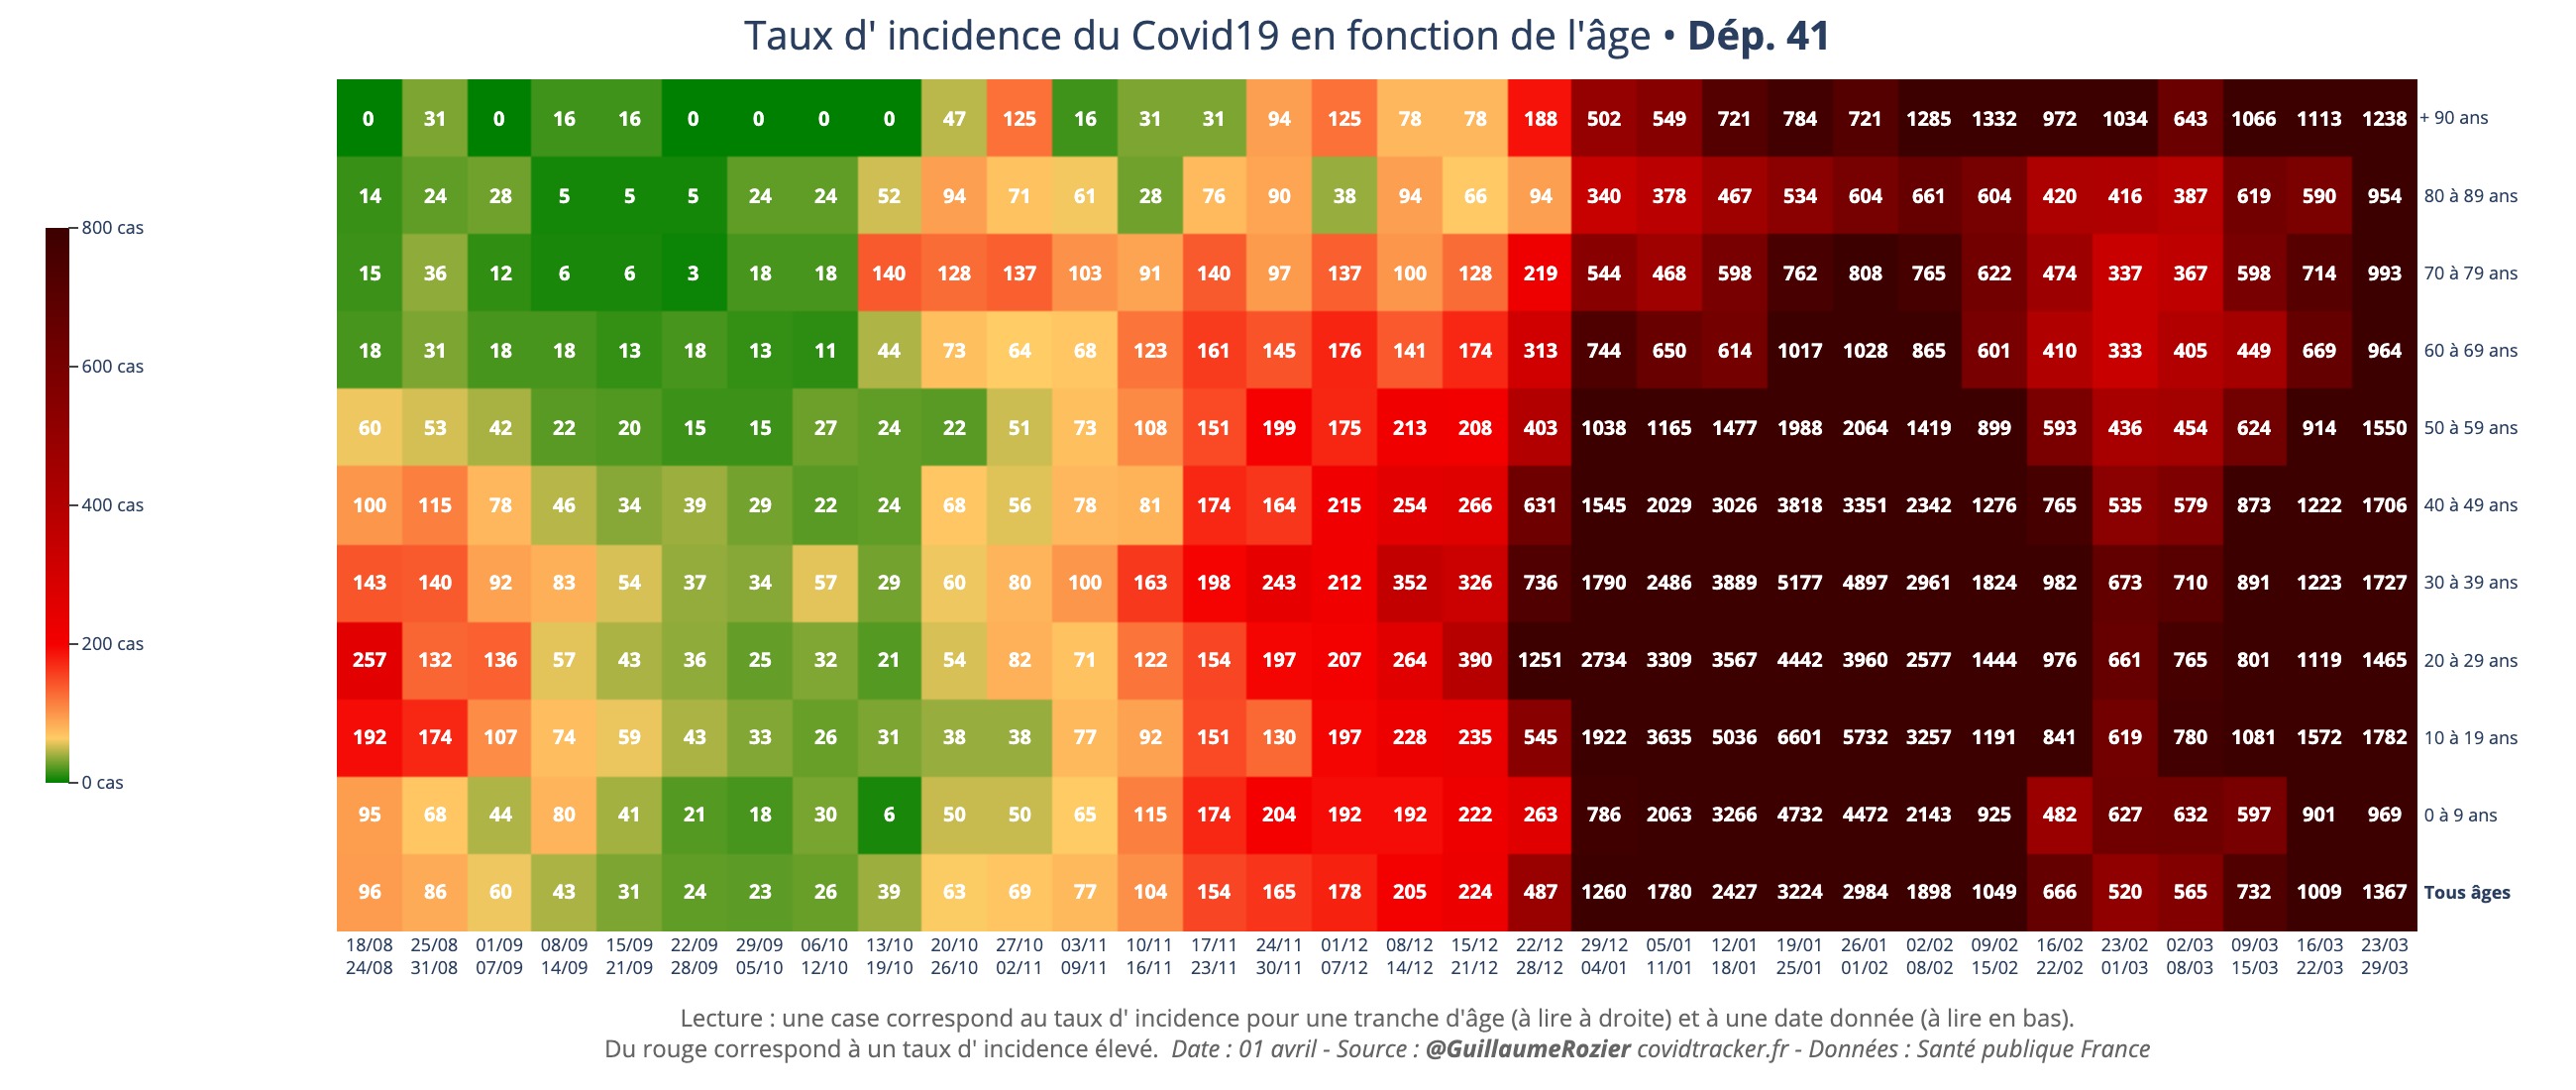 Taux d' incidence du Covid19 en fonction de l'âge • Dép. 41
0 31 0 16 16 0 0 0 0 47 125 16 31 31 94 125 78 78 188 502 549 721 784 721 1285 1332 972 1034 643 1066 1113 1238 + 90 ans
14 24 28 5 5 5 24 24 52 94 71 61 28 76 90 38 94 66 94 340 378 467 534 604 661 604 420 416 387 619 590 954 80 à 89 ans
800 cas
15 36 12 6 6 3 18 18 140 128 137 103 91 140 97 137 100 128 219 544 468 598 762 808 765 622 474 337 367 598 714 993 70 à 79 ans
18 31 18 18 13 18 13 11 44 73 64 68 123 161 145 176 141 174 313 744 650 614 1017 1028 865 601 410 333 405 449 669 964 60 à 69 ans
600 cas
60 53 42 22 20 15 15 27 24 22 51 73 108 151 199 175 213 208 403 1038 1165 1477 1988 2064 1419 899 593 436 454 624 914 1550 50 à 59 ans
400 cas
100 115 78 46 34 39 29 22 24 68 56 78 81 174 164 215 254 266 631 1545 2029 3026 3818 3351 2342 1276 765 535 579 873 1222 1706 40 à 49 ans
143 140 92 83 54 37 34 57 29 60 80 100 163 198 243 212 352 326 736 1790 2486 3889 5177 4897 2961 1824 982 673 710 891 1223 1727 30 à 39 ans
200 cas
257 132 136 57 43 36 25 32 21 54 82 71 122 154 197 207 264 390 1251 2734 3309 3567 4442 3960 2577 1444 976 661 765 801 1119 1465 20 à 29 ans
192 174 107 74 59 43 33 26 31 38 38 77 92 151 130 197 228 235 545 1922 3635 5036 6601 5732 3257 1191 841 619 780 1081 1572 1782 10 à 19 ans
0 cas
95 68 44 80 41 21 18 30 6 50 50 65 115 174 204 192 192 222 263 786 2063 3266 4732 4472 2143 925 482 627 632 597 901 969 0 à 9 ans
96 86 60 43 31 24 23 26 39 63 69 77 104 154 165 178 205 224 487 1260 1780 2427 3224 2984 1898 1049 666 520 565 732 1009 1367 Tous âges
18/08 25/08 01/09 08/09 15/09 22/09 29/09 06/10 13/10 20/10 27/10 03/11 10/11 17/11 24/11 01/12 08/12 15/12 22/12 29/12 05/01 12/01 19/01 26/01 02/02 09/02 16/02 23/02 02/03 09/03 16/03 23/03
24/08 31/08 07/09 14/09 21/09 28/09 05/10 12/10 19/10 26/10 02/11 09/11 16/11 23/11 30/11 07/12 14/12 21/12 28/12 04/01 11/01 18/01 25/01 01/02 08/02 15/02 22/02 01/03 08/03 15/03 22/03 29/03
Lecture : une case correspond au taux d' incidence pour une tranche d'âge (à lire à droite) et à une date donnée (à lire en bas).
Du rouge correspond à un taux d' incidence élevé. Date : 01 avril - Source : @GuillaumeRozier covidtracker.fr - Données : Santé publique France